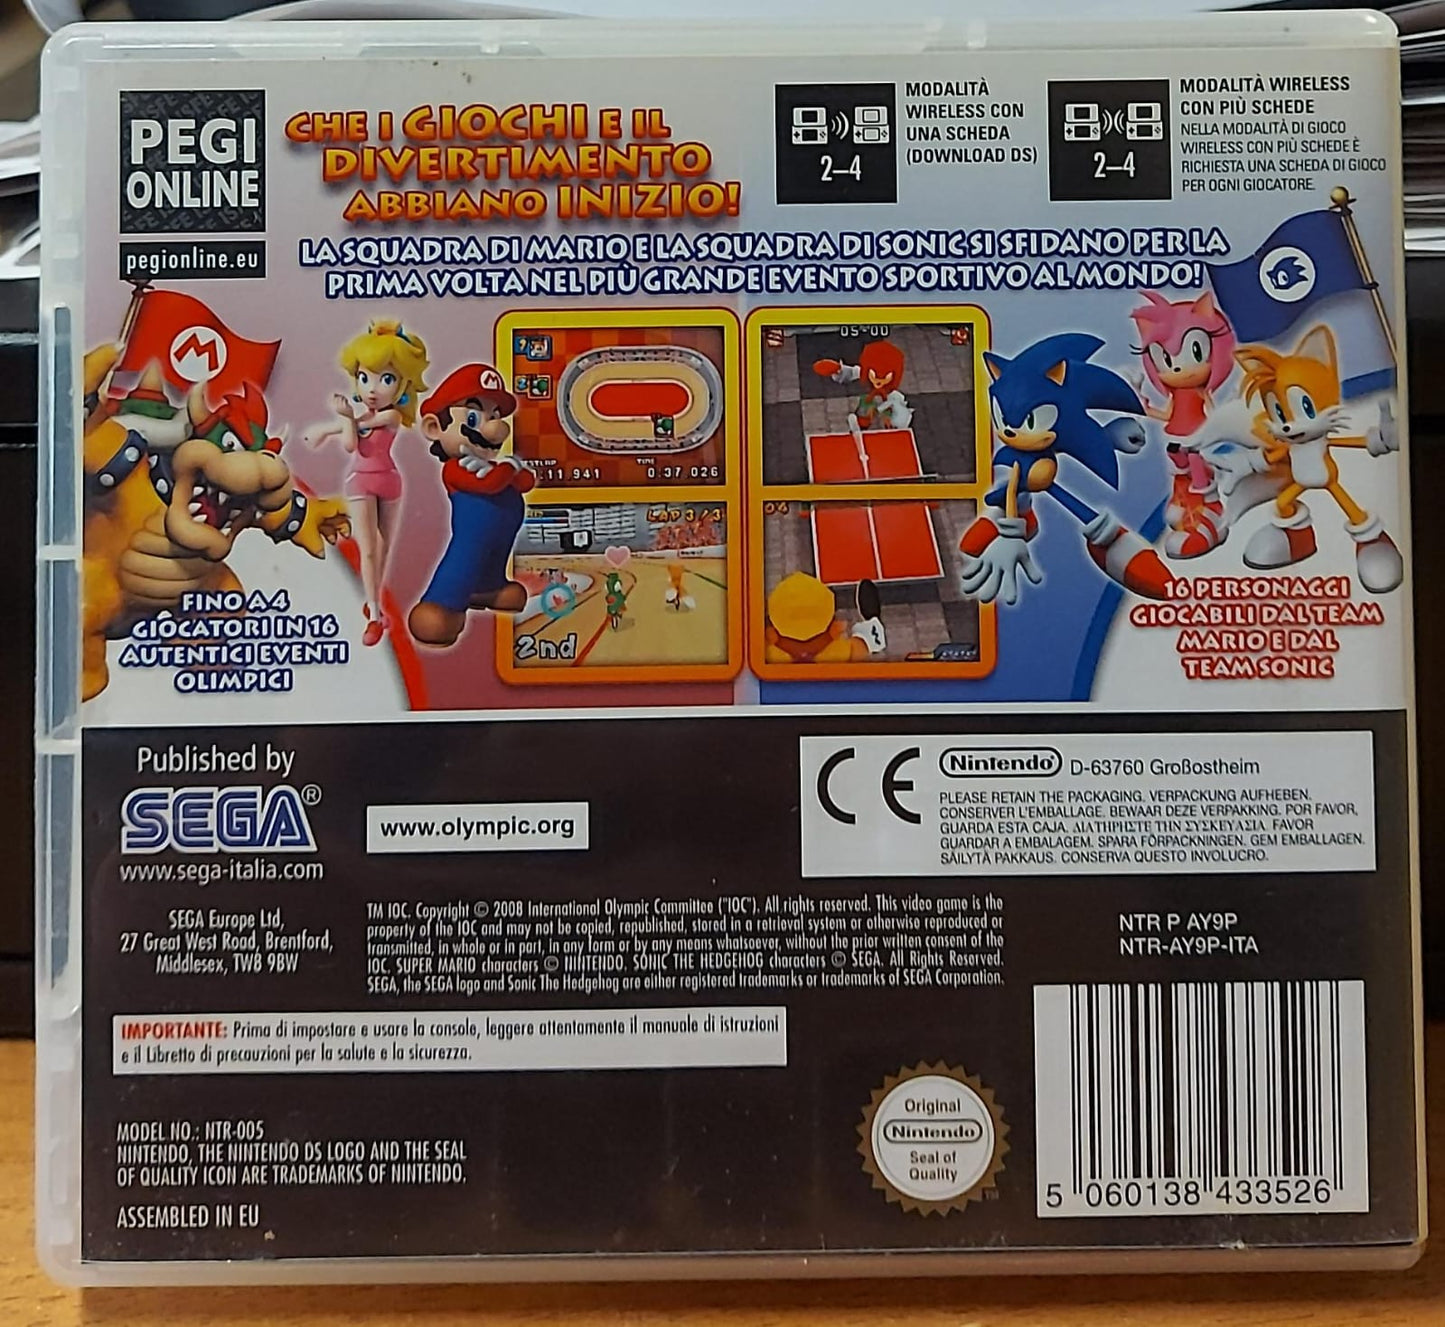 PEGI
ONLINE
pegionline.eu
CHE I GIOCHI E IL
DIVERTIMENTO
ABBIANO INIZIO!
2–4
MODALITÀ
WIRELESS CON
UNA SCHEDA
(DOWNLOAD DS)
2–4
MODALITÀ WIRELESS
CON PIÙ SCHEDE
NELLA MODALITÀ DI GIOCO
WIRELESS CON PIÙ SCHEDE È
RICHIESTA UNA SCHEDA DI GIOCO
PER OGNI GIOCATORE.
LA SQUADRA DI MARIO E LA SQUADRA DI SONIC SI SFIDANO PER LA
PRIMA VOLTA NEL PIÙ GRANDE EVENTO SPORTIVO AL MONDO!
M
M
05-00
TIME
:11.941
0:37.026
LAP 3/3
2nd
04
FINO A 4
GIOCATORI IN 16
AUTENTICI EVENTI
OLIMPICI
16 PERSONAGGI
GIOCABILI DAL TEAM
MARIO E DAL
TEAM SONIC
Published by
SEGA®
www.sega-italia.com
SEGA Europe Ltd,
27 Great West Road, Brentford,
Middlesex, TW8 9BW
www.olympic.org
CE
Nintendo® D-63760 Großostheim
PLEASE RETAIN THE PACKAGING. VERPACKUNG AUFHEBEN.
CONSERVER L'EMBALLAGE. BEWAAR DEZE VERPAKKING. POR FAVOR,
GUARDA ESTA CAJA. ΔΙΑΤΗΡΗΣΤΕ ΤΗΝ ΣΥΣΚΕΥΑΣΙΑ. FAVOR
GUARDAR A EMBALAGEM. SPARA FÖRPACKNINGEN. GEM EMBALLAGEN.
SÄILYTÄ PAKKAUS. CONSERVA QUESTO INVOLUCRO.
TM IOC. Copyright © 2008 International Olympic Committee ("IOC"). All rights reserved. This video game is the
property of the IOC and may not be copied, republished, stored in a retrieval system or otherwise reproduced or
transmitted, in whole or in part, in any form or by any means whatsoever, without the prior written consent of the
IOC. SUPER MARIO characters © NINTENDO. SONIC THE HEDGEHOG characters © SEGA. All Rights Reserved.
SEGA, the SEGA logo and Sonic The Hedgehog are either registered trademarks or trademarks of SEGA Corporation.
NTR P AY9P
NTR-AY9P-ITA
IMPORTANTE: Prima di impostare e usare la console, leggere attentamente il manuale di istruzioni
e il Libretto di precauzioni per la salute e la sicurezza.
MODEL NO.: NTR-005
NINTENDO, THE NINTENDO DS LOGO AND THE SEAL
OF QUALITY ICON ARE TRADEMARKS OF NINTENDO.
ASSEMBLED IN EU
Original
Nintendo
Seal of
Quality
TM
5 060138 433526